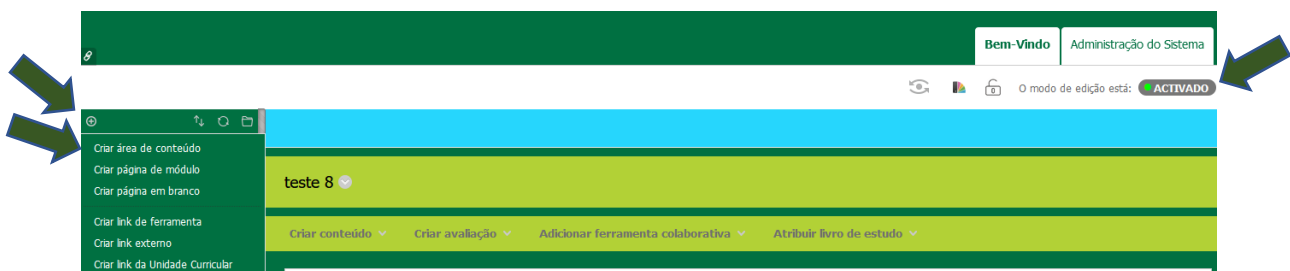 Bem-Vindo
Administração do Sistema
O modo de edição está: ACTIVADO
Criar área de conteúdo
Criar página de módulo
Criar página em branco
Criar link de ferramenta
Criar link externo
Criar link da Unidade Curricular
teste 8
Criar conteúdo
Criar avaliação
Adicionar ferramenta colaborativa
Atribuir livro de estudo